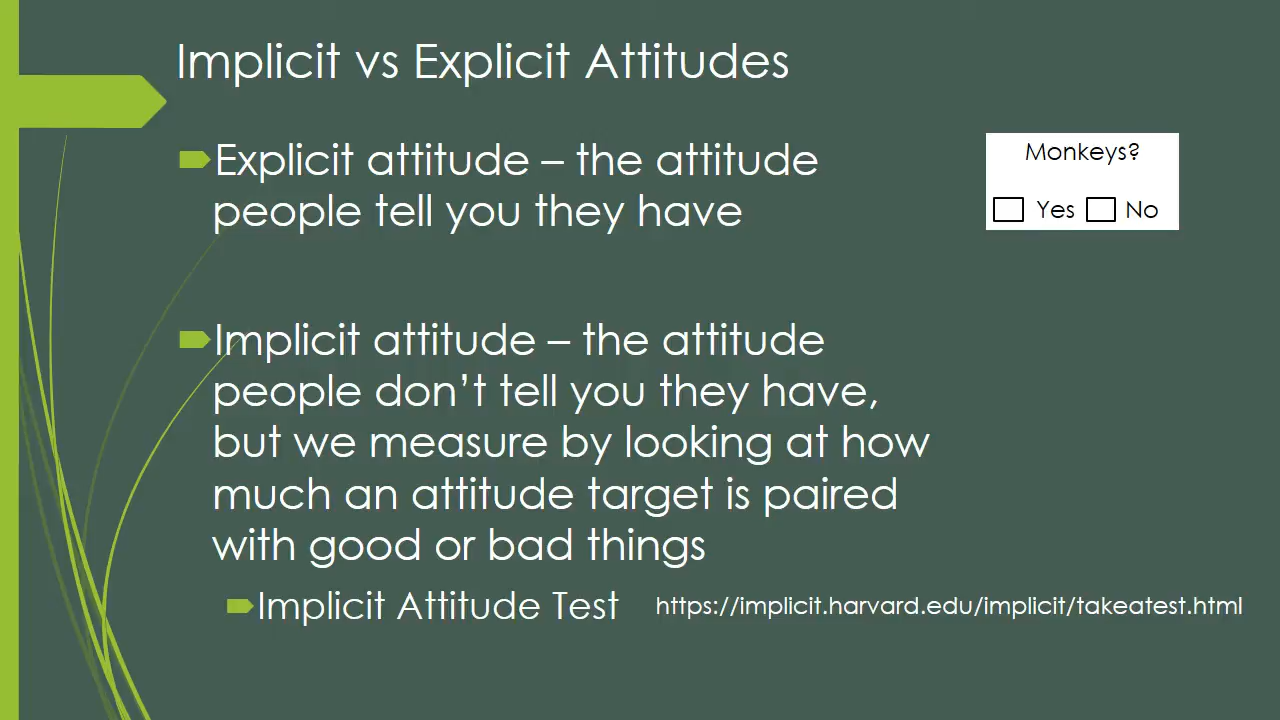 Implicit vs Explicit Attitudes
Explicit attitude – the attitude
people tell you they have
Monkeys?
Yes No
Implicit attitude – the attitude
people don’t tell you they have,
but we measure by looking at how
much an attitude target is paired
with good or bad things
Implicit Attitude Test https://implicit.harvard.edu/implicit/takeatest.html